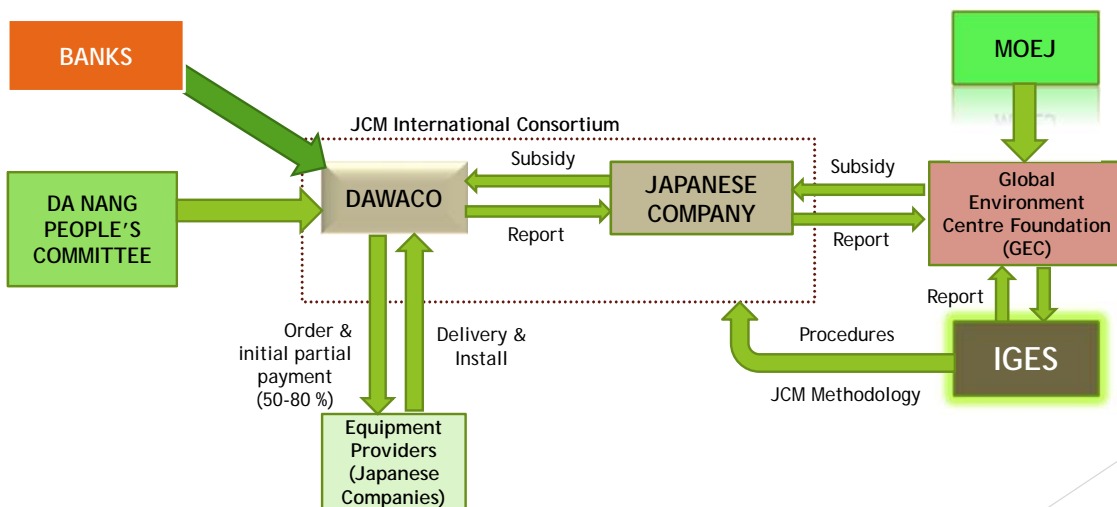 BANKS
MOEJ
JCM International Consortium
DA NANG
PEOPLE'S
COMMITTEE
DAWACO
Subsidy
Report
JAPANESE
COMPANY
Subsidy
Report
Global
Environment
Centre Foundation
(GEC)
Order &
initial partial
payment
(50-80 %)
Delivery &
Install
Report
Procedures
JCM Methodology
IGES
Equipment
Providers
(Japanese
Companies)